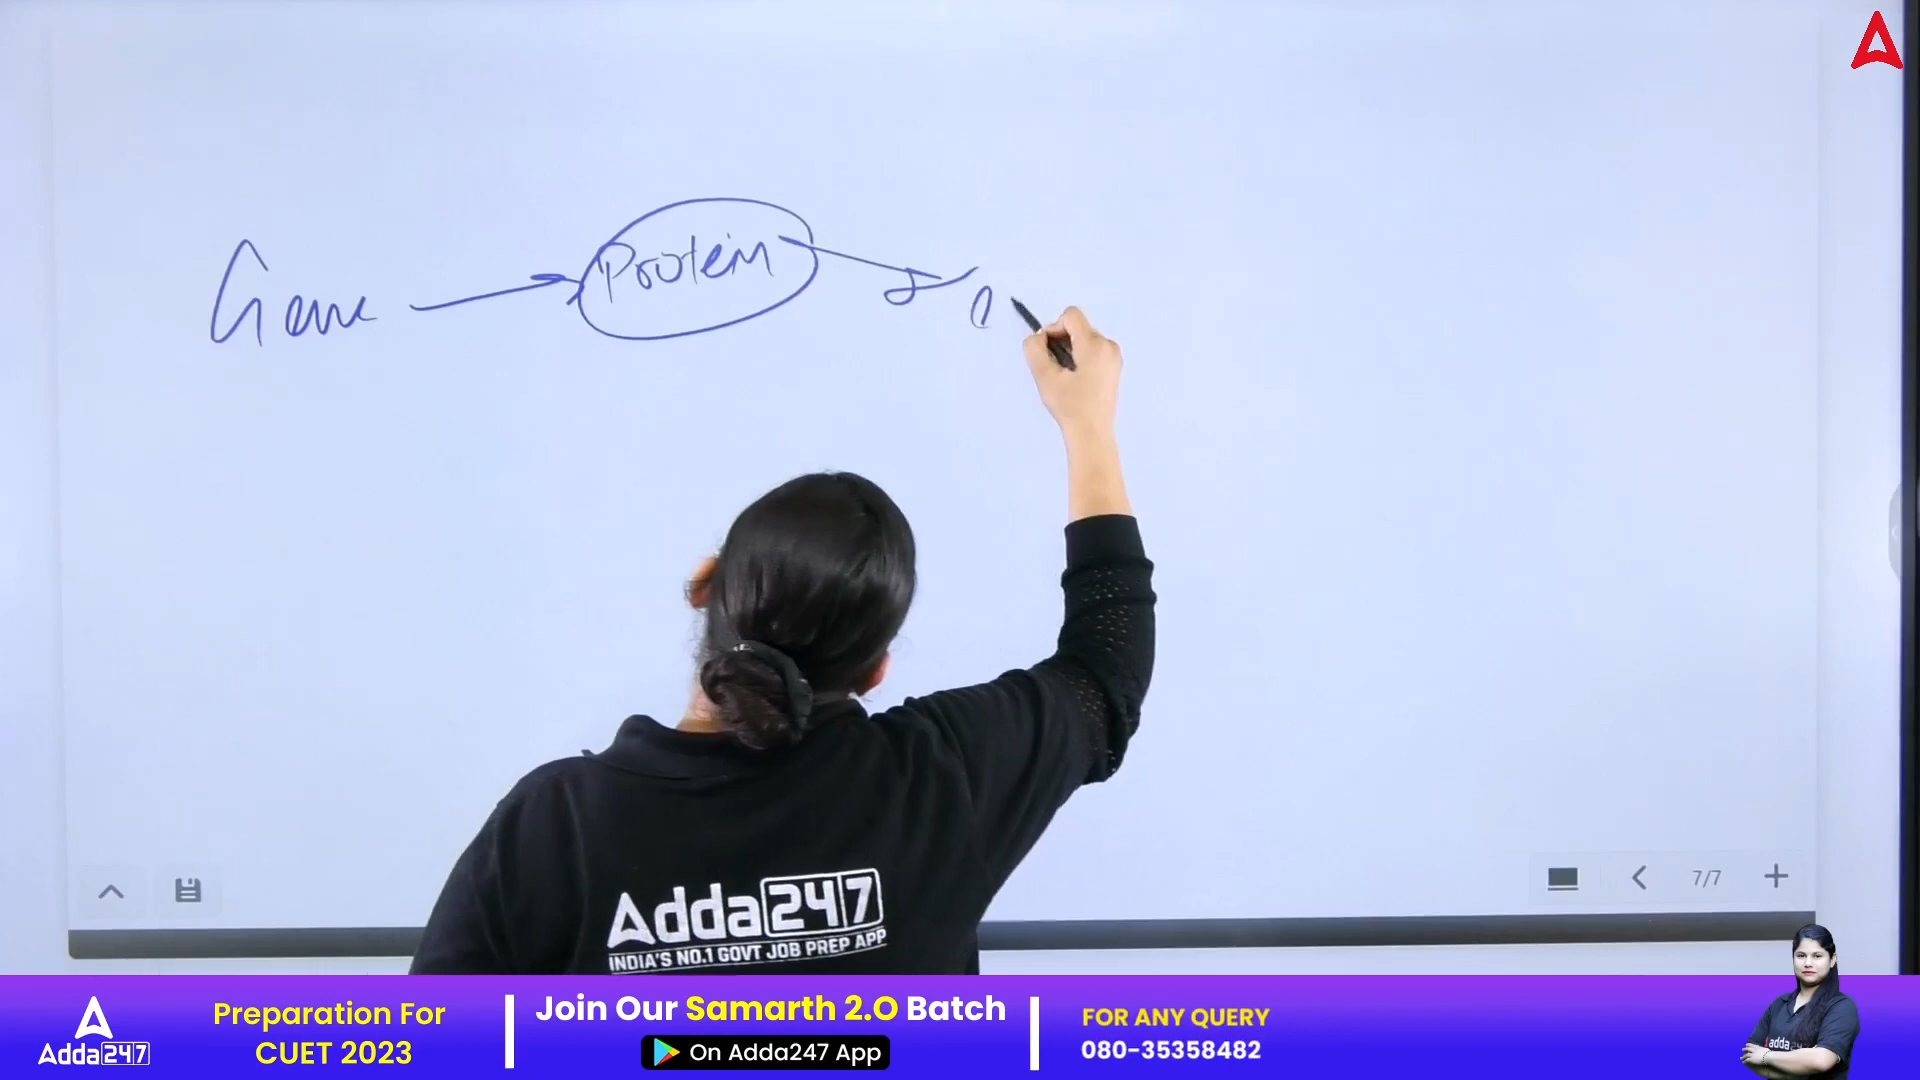 Gene Protein
7/7
Adda247
INDIA'S NO.1 GOVT JOB PREP APP
Adda247
Preparation For
CUET 2023
Join Our Samarth 2.O Batch
On Adda247 App
FOR ANY QUERY
080-35358482